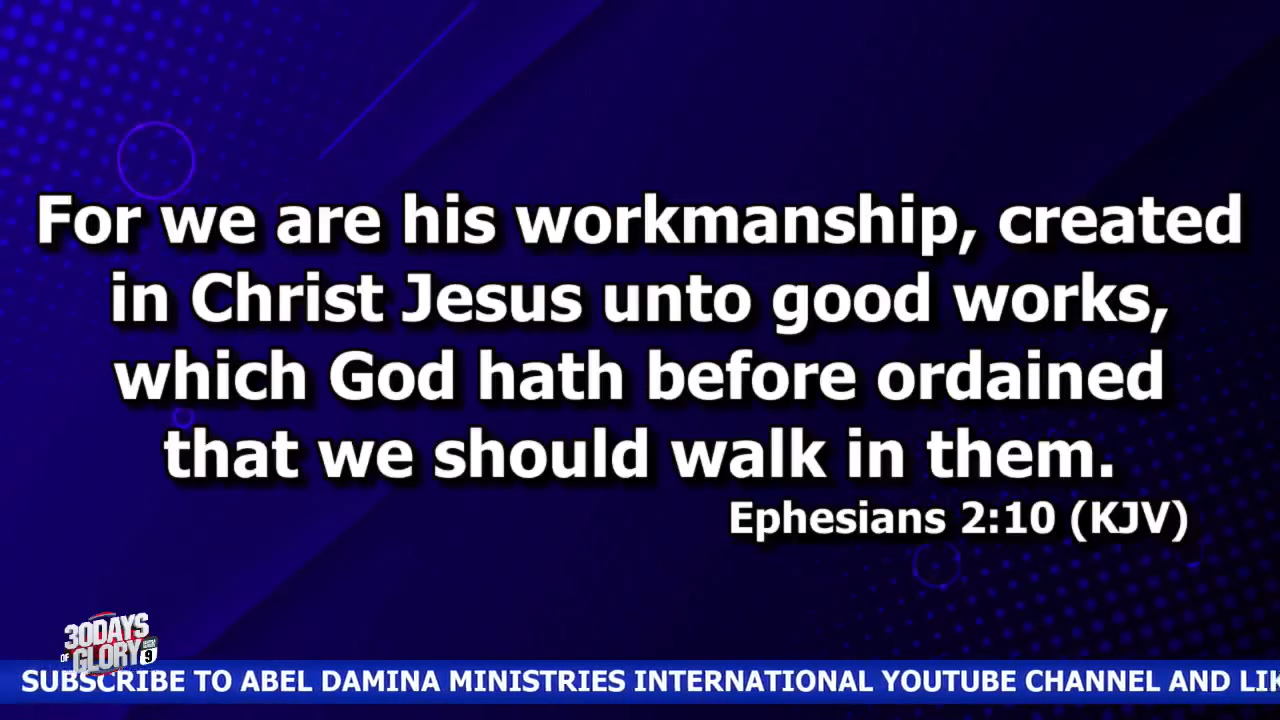 For we are his workmanship, created
in Christ Jesus unto good works,
which God hath before ordained
that we should walk in them.
Ephesians 2:10 (KJV)
30DAYS
OF GLORY 9
SUBSCRIBE TO ABEL DAMINA MINISTRIES INTERNATIONAL YOUTUBE CHANNEL AND LIK